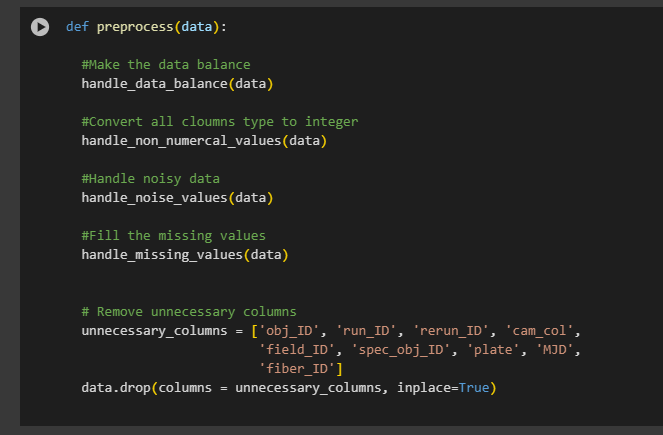 def preprocess(data):
#Make the data balance
handle_data_balance(data)
#Convert all cloumns type to integer
handle_non_numercal_values(data)
#Handle noisy data
handle_noise_values(data)
#Fill the missing values
handle_missing_values(data)
# Remove unnecessary columns
unnecessary_columns = ['obj_ID', 'run_ID', 'rerun_ID', 'cam_col',
'field_ID', 'spec_obj_ID', 'plate', 'MJD',
'fiber_ID']
data.drop(columns = unnecessary_columns, inplace=True)